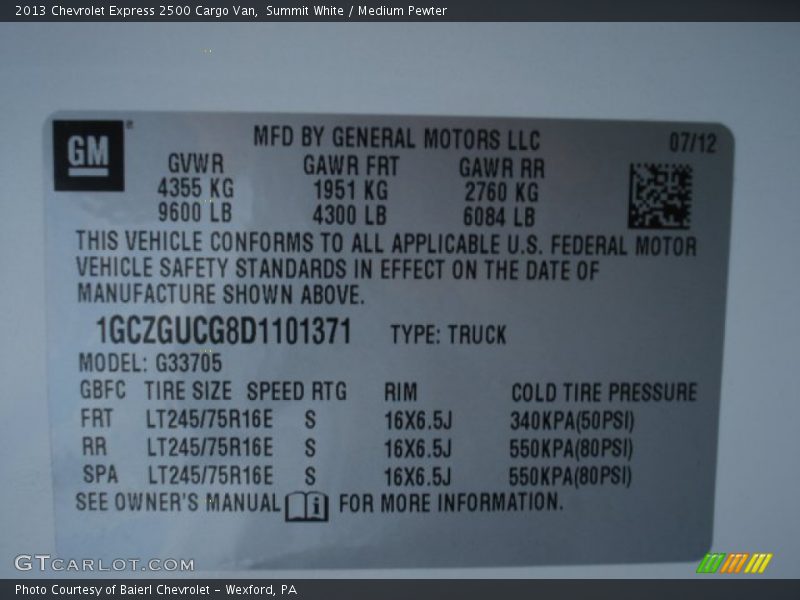 2013 Chevrolet Express 2500 Cargo Van, Summit White / Medium Pewter
GM®
MFD BY GENERAL MOTORS LLC 07/12
GVWR GAWR FRT GAWR RR
4355 KG 1951 KG 2760 KG
9600 LB 4300 LB 6084 LB
THIS VEHICLE CONFORMS TO ALL APPLICABLE U.S. FEDERAL MOTOR
VEHICLE SAFETY STANDARDS IN EFFECT ON THE DATE OF
MANUFACTURE SHOWN ABOVE.
1GCZGUCG8D1101371 TYPE: TRUCK
MODEL: G33705
GBFC TIRE SIZE SPEED RTG RIM COLD TIRE PRESSURE
FRT LT245/75R16E S 16X6.5J 340KPA(50PSI)
RR LT245/75R16E S 16X6.5J 550KPA(80PSI)
SPA LT245/75R16E S 16X6.5J 550KPA(80PSI)
SEE OWNER'S MANUAL i FOR MORE INFORMATION.
GTCARLOT.COM
Photo Courtesy of Baierl Chevrolet - Wexford, PA